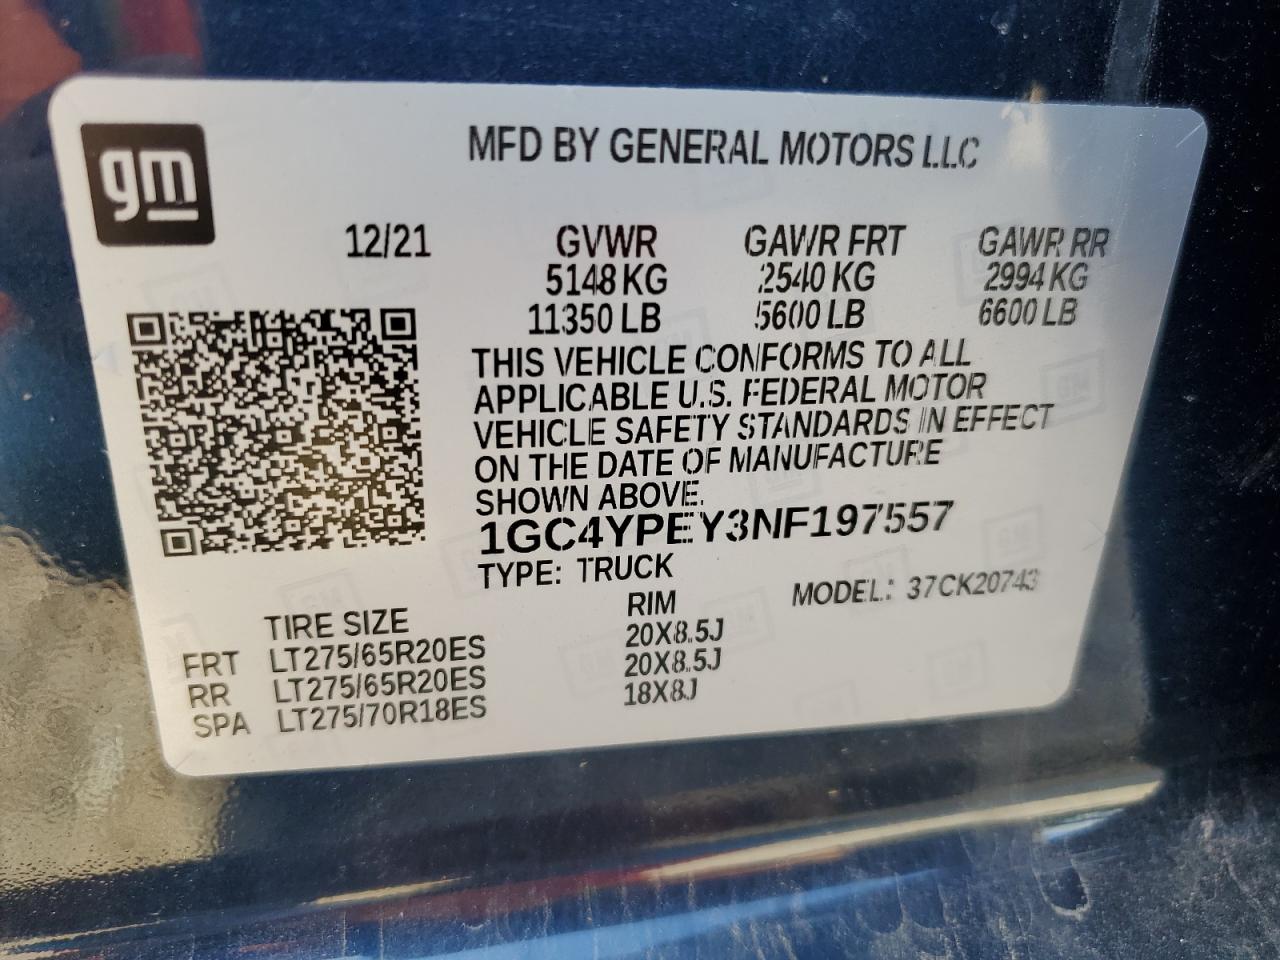 gm
MFD BY GENERAL MOTORS LLC
12/21 GVWR GAWR FRT GAWR RR
5148 KG 2540 KG 2994 KG
11350 LB 5600 LB 6600 LB
THIS VEHICLE CONFORMS TO ALL
APPLICABLE U.S. FEDERAL MOTOR
VEHICLE SAFETY STANDARDS IN EFFECT
ON THE DATE OF MANUFACTURE
SHOWN ABOVE.
1GC4YPEY3NF197557
TYPE: TRUCK MODEL: 37CK20743
TIRE SIZE RIM
FRT LT275/65R20ES 20X8.5J
RR LT275/65R20ES 20X8.5J
SPA LT275/70R18ES 18X8J